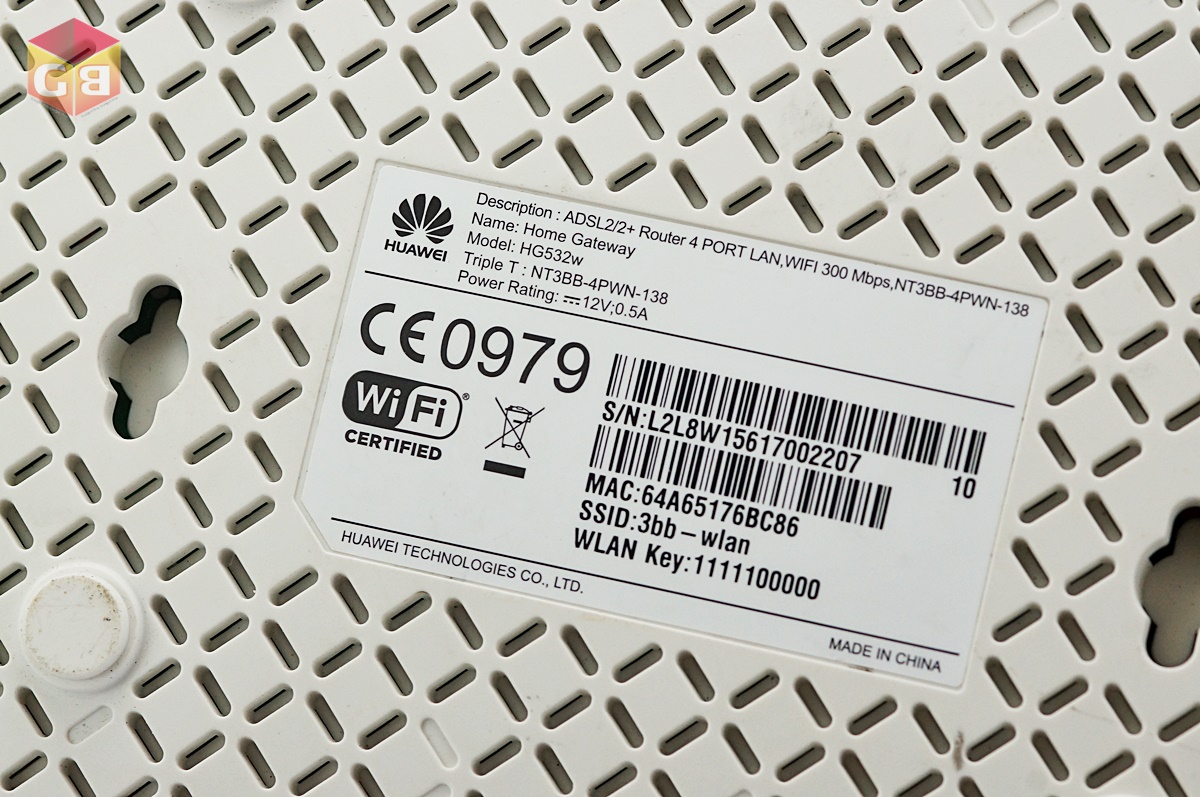 GB
HUAWEI
Description : ADSL2/2+ Router 4 PORT LAN,WIFI 300 Mbps,NT3BB-4PWN-138
Name: Home Gateway
Model: HG532w
Triple T : NT3BB-4PWN-138
Power Rating: ⎓12V;0.5A
CE0979
WiFi®
CERTIFIED
S/N:L2L8W15617002207
10
MAC:64A65176BC86
SSID:3bb-wlan
WLAN Key:1111100000
HUAWEI TECHNOLOGIES CO., LTD.
MADE IN CHINA